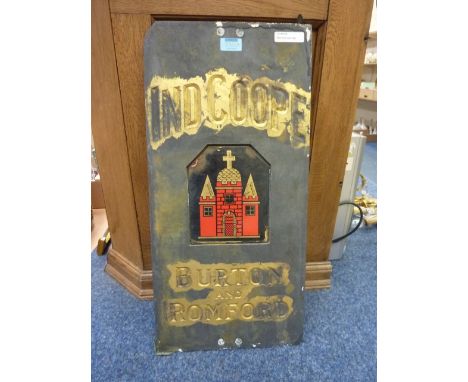 IND COOPE
BURTON
AND
ROMFORD